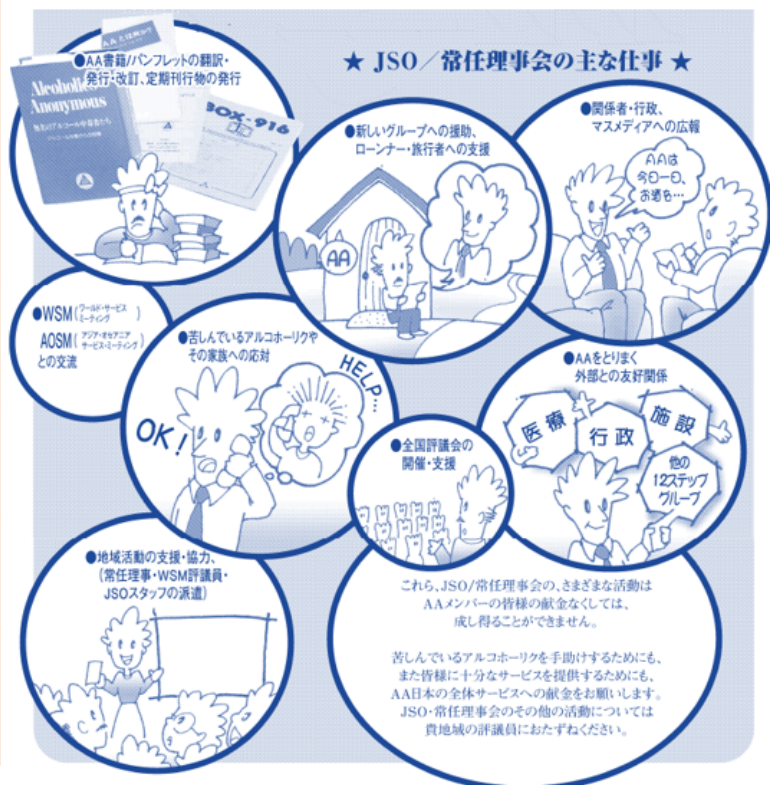 ★ JSO/常任理事会の主な仕事 ★
●AA書籍/パンフレットの翻訳・
発行・改訂、定期刊行物の発行
AAとは何か?
Alcoholics
Anonymous
無名のアルコール中毒者たち
BOX-916
●新しいグループへの援助、
ローンナー・旅行者への支援
AA
●関係者・行政、
マスメディアへの広報
AAは
今日一日、
お酒を…
●WSM(ワールド・サービス
ミーティング)
AOSM(アジア・オセアニア
サービス・ミーティング)
との交流
●苦しんでいるアルコホーリクや
その家族への応対
OK!
HELP…
●AAをとりまく
外部との友好関係
医療
行政
施設
他の
12ステップ
グループ
●全国評議会の
開催・支援
●地域活動の支援・協力、
(常任理事・WSM評議員・
JSOスタッフの派遣)
これら、JSO/常任理事会の、さまざまな活動は
AAメンバーの皆様の献金なくしては、
成し得ることができません。
苦しんでいるアルコホーリクを手助けするためにも、
また皆様に十分なサービスを提供するためにも、
AA日本の全体サービスへの献金をお願いします。
JSO・常任理事会のその他の活動については
貴地域の評議員におたずねください。